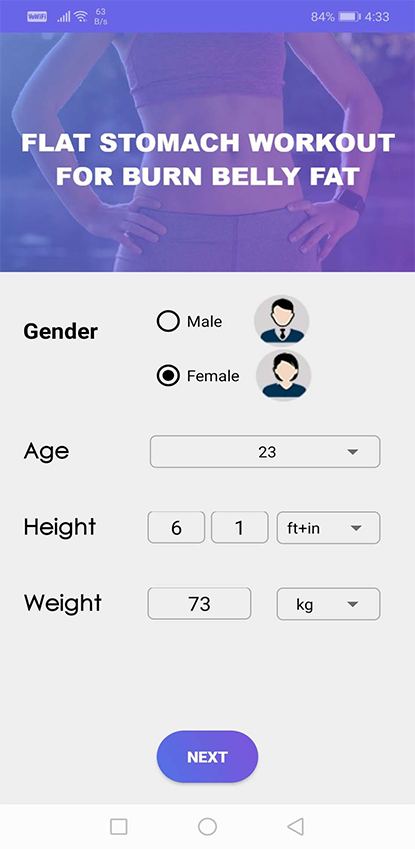 VoWiFi 63 B/s 84% 4:33
FLAT STOMACH WORKOUT
FOR BURN BELLY FAT
Gender
Male
Female
Age 23
Height 6 1 ft+in
Weight 73 kg
NEXT